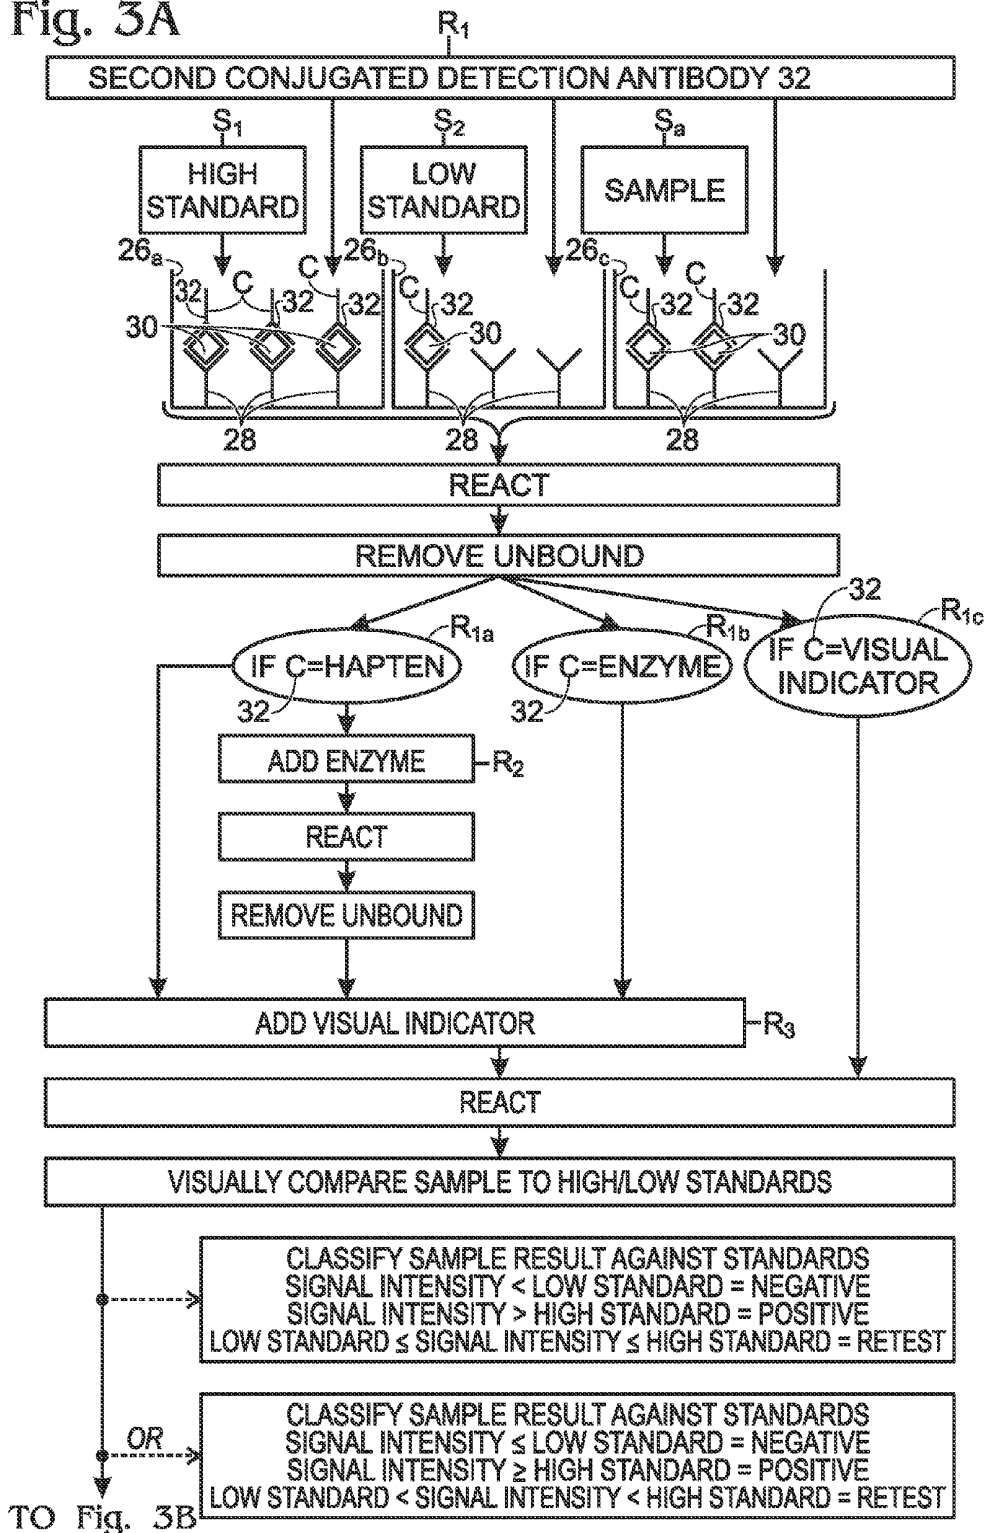 Fig. 3A
R1
SECOND CONJUGATED DETECTION ANTIBODY 32
S1
S2
Sa
HIGH
STANDARD
LOW
STANDARD
SAMPLE
26a
26b
26c
32
C
32
C
32
C
32
C
32
C
32
30
30
30
28
28
28
REACT
REMOVE UNBOUND
R1a
IF C=HAPTEN
32
R1b
IF C=ENZYME
32
32
R1c
IF C=VISUAL
INDICATOR
ADD ENZYME
R2
REACT
REMOVE UNBOUND
ADD VISUAL INDICATOR
R3
REACT
VISUALLY COMPARE SAMPLE TO HIGH/LOW STANDARDS
CLASSIFY SAMPLE RESULT AGAINST STANDARDS
SIGNAL INTENSITY < LOW STANDARD = NEGATIVE
SIGNAL INTENSITY > HIGH STANDARD = POSITIVE
LOW STANDARD ≤ SIGNAL INTENSITY ≤ HIGH STANDARD = RETEST
OR
CLASSIFY SAMPLE RESULT AGAINST STANDARDS
SIGNAL INTENSITY ≤ LOW STANDARD = NEGATIVE
SIGNAL INTENSITY ≥ HIGH STANDARD = POSITIVE
LOW STANDARD < SIGNAL INTENSITY < HIGH STANDARD = RETEST
TO Fig. 3B